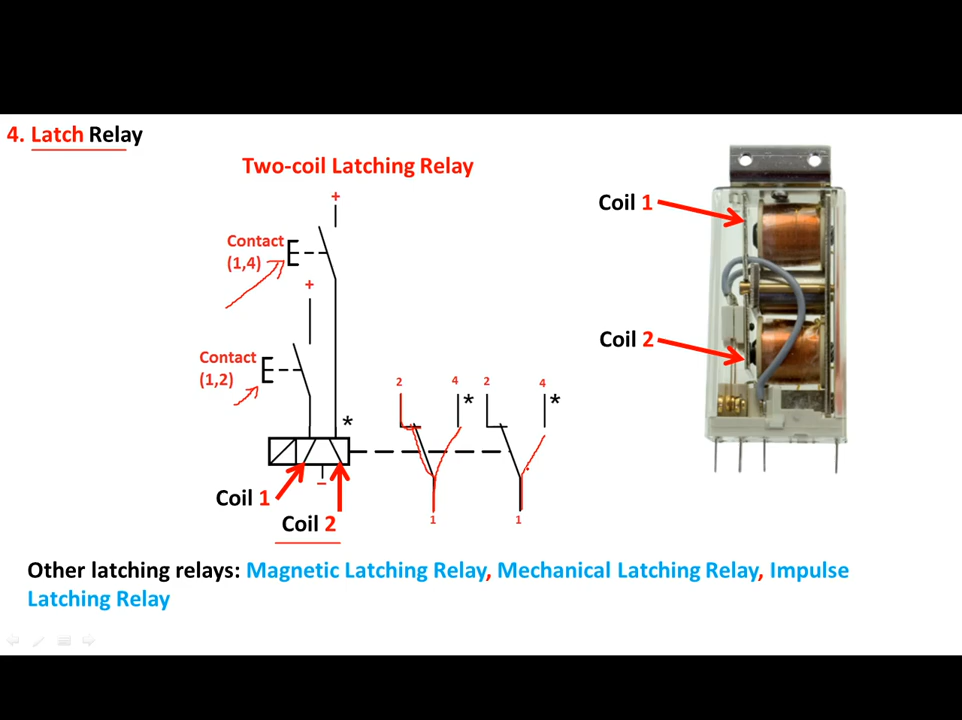 4. Latch Relay
Two-coil Latching Relay
+
Contact
(1,4)
+
Contact
(1,2)
2
4
*
2
4
*
*
Coil 1
–
Coil 2
1
1
Coil 1
Coil 2
Other latching relays: Magnetic Latching Relay, Mechanical Latching Relay, Impulse
Latching Relay